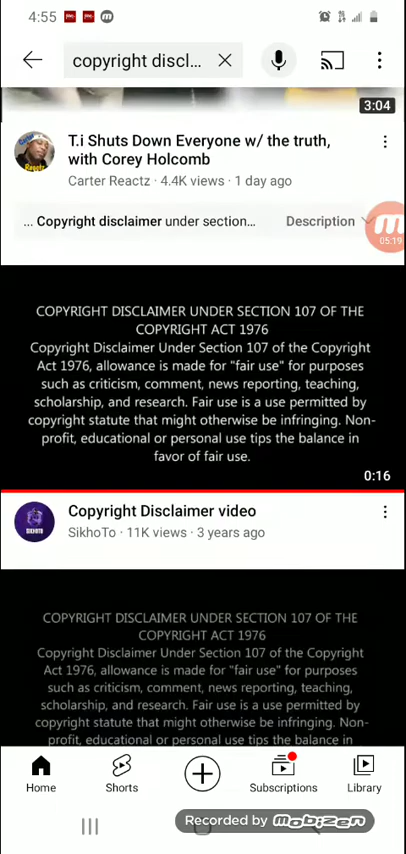 4:55
copyright discl...
3:04
T.i Shuts Down Everyone w/ the truth,
with Corey Holcomb
Carter Reactz · 4.4K views · 1 day ago
... Copyright disclaimer under section... Description
05:19
COPYRIGHT DISCLAIMER UNDER SECTION 107 OF THE
COPYRIGHT ACT 1976
Copyright Disclaimer Under Section 107 of the Copyright
Act 1976, allowance is made for "fair use" for purposes
such as criticism, comment, news reporting, teaching,
scholarship, and research. Fair use is a use permitted by
copyright statute that might otherwise be infringing. Non-
profit, educational or personal use tips the balance in
favor of fair use.
0:16
Copyright Disclaimer video
SikhoTo · 11K views · 3 years ago
COPYRIGHT DISCLAIMER UNDER SECTION 107 OF THE
COPYRIGHT ACT 1976
Copyright Disclaimer Under Section 107 of the Copyright
Act 1976, allowance is made for "fair use" for purposes
such as criticism, comment, news reporting, teaching,
scholarship, and research. Fair use is a use permitted by
copyright statute that might otherwise be infringing. Non-
profit, educational or personal use tips the balance in
Home Shorts Subscriptions Library
Recorded by mobizen